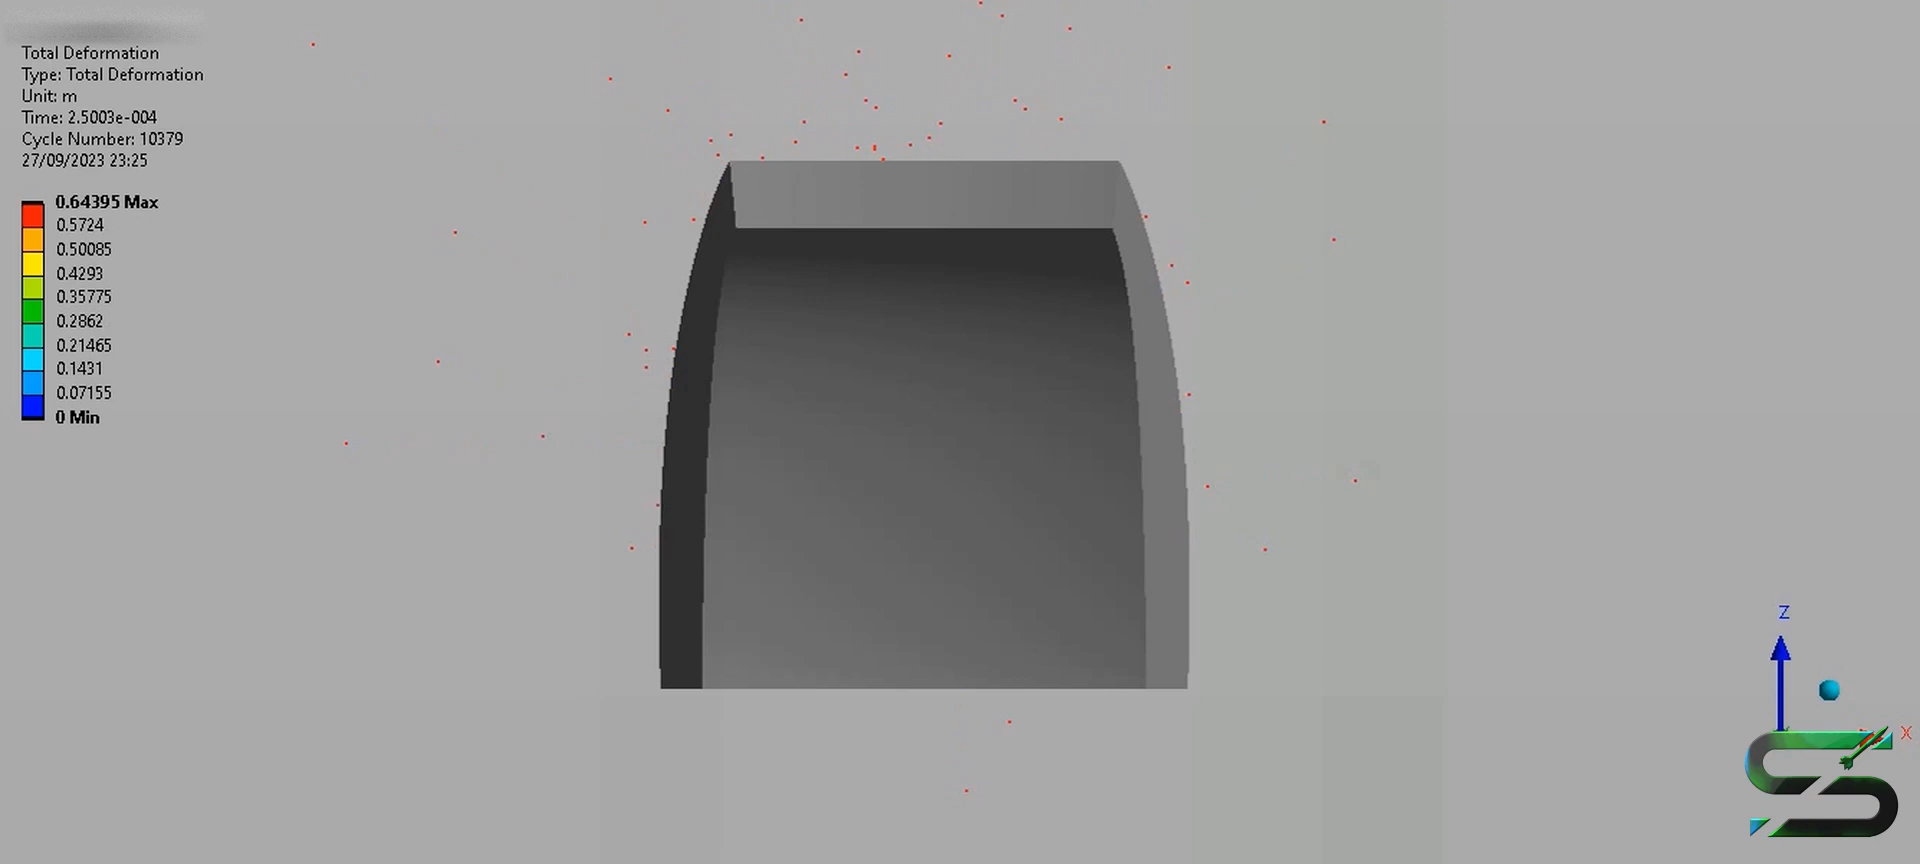 Total Deformation
Type: Total Deformation
Unit: m
Time: 2.5003e-004
Cycle Number: 10379
27/09/2023 23:25
0.64395 Max
0.5724
0.50085
0.4293
0.35775
0.2862
0.21465
0.1431
0.07155
0 Min
Z
X